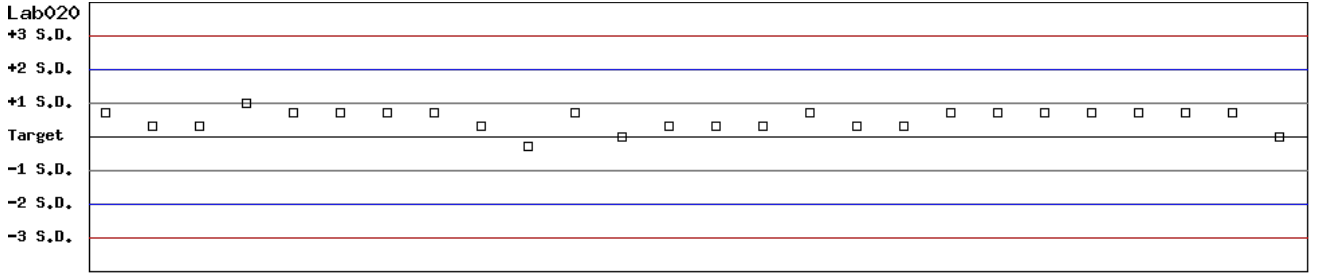 Lab020
+3 S.D.
+2 S.D.
+1 S.D.
Target
-1 S.D.
-2 S.D.
-3 S.D.